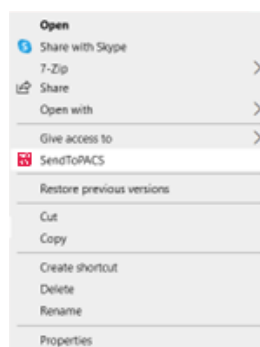 Open
Share with Skype
7-Zip
Share
Open with
Give access to
SendToPACS
Restore previous versions
Cut
Copy
Create shortcut
Delete
Rename
Properties